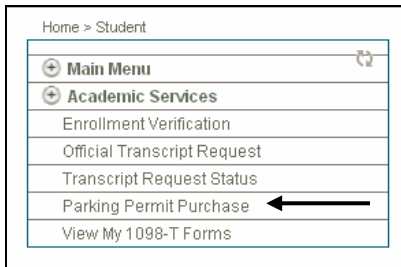 Home > Student
Main Menu
Academic Services
Enrollment Verification
Official Transcript Request
Transcript Request Status
Parking Permit Purchase
View My 1098-T Forms